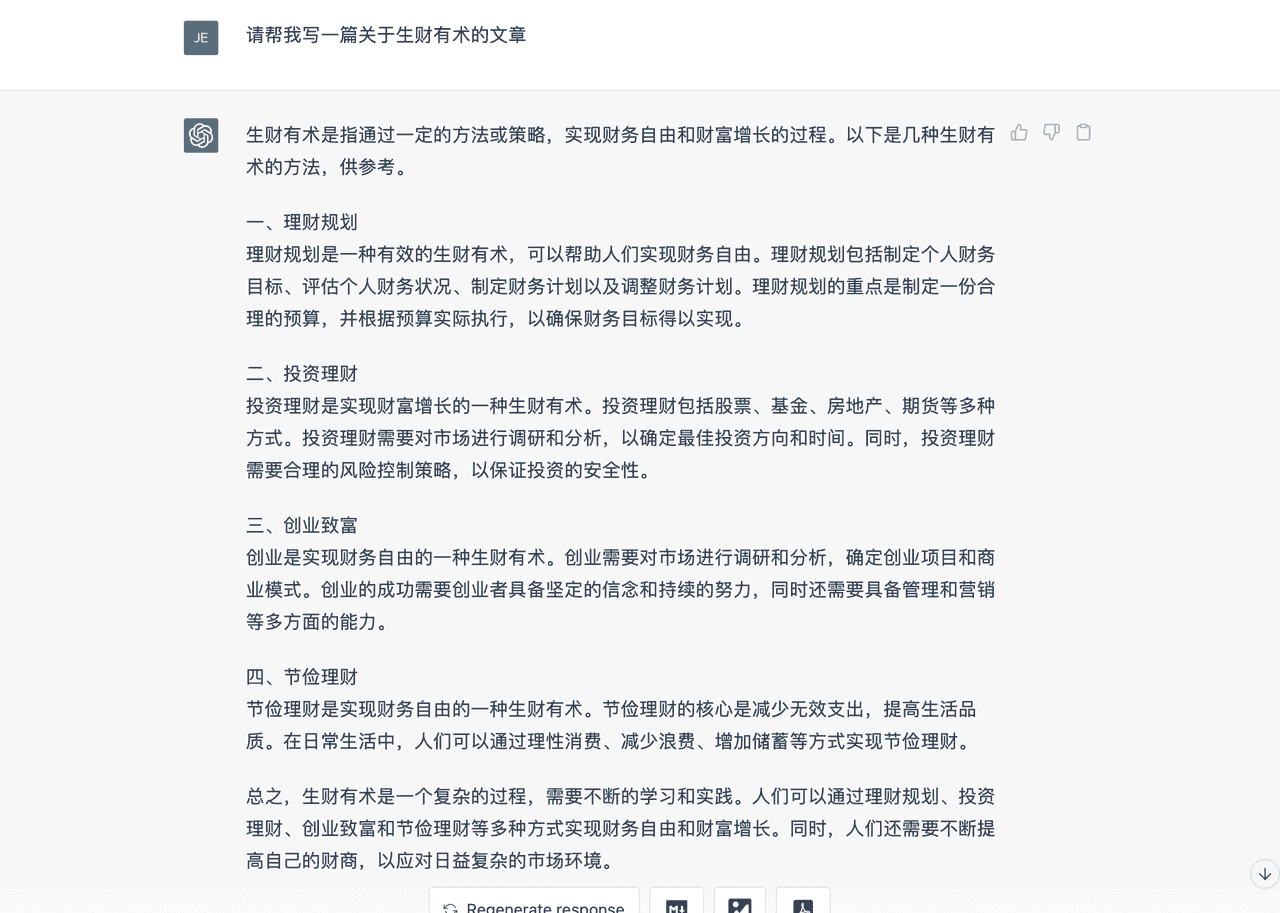 JE
请帮我写一篇关于生财有术的文章
生财有术是指通过一定的方法或策略，实现财务自由和财富增长的过程。以下是几种生财有
术的方法，供参考。
一、理财规划
理财规划是一种有效的生财有术，可以帮助人们实现财务自由。理财规划包括制定个人财务
目标、评估个人财务状况、制定财务计划以及调整财务计划。理财规划的重点是制定一份合
理的预算，并根据预算实际执行，以确保财务目标得以实现。
二、投资理财
投资理财是实现财富增长的一种生财有术。投资理财包括股票、基金、房地产、期货等多种
方式。投资理财需要对市场进行调研和分析，以确定最佳投资方向和时间。同时，投资理财
需要合理的风险控制策略，以保证投资的安全性。
三、创业致富
创业是实现财务自由的一种生财有术。创业需要对市场进行调研和分析，确定创业项目和商
业模式。创业的成功需要创业者具备坚定的信念和持续的努力，同时还需要具备管理和营销
等多方面的能力。
四、节俭理财
节俭理财是实现财务自由的一种生财有术。节俭理财的核心是减少无效支出，提高生活品
质。在日常生活中，人们可以通过理性消费、减少浪费、增加储蓄等方式实现节俭理财。
总之，生财有术是一个复杂的过程，需要不断的学习和实践。人们可以通过理财规划、投资
理财、创业致富和节俭理财等多种方式实现财务自由和财富增长。同时，人们还需要不断提
高自己的财商，以应对日益复杂的市场环境。
Regenerate response